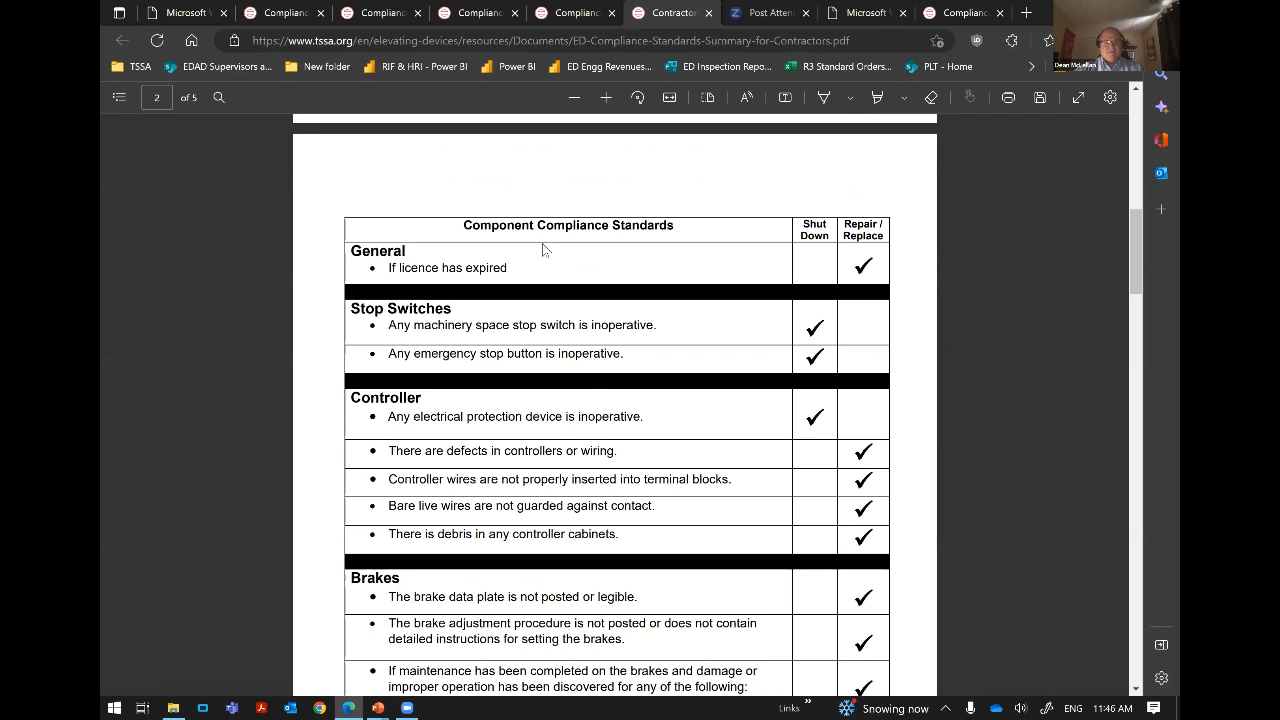 Microsoft V
Complianc
Complianc
Complianc
Complianc
Contractor
Post Atten
Microsoft V
Complianc
https://www.tssa.org/en/elevating-devices/resources/Documents/ED-Compliance-Standards-Summary-for-Contractors.pdf
TSSA
EDAD Supervisors a...
New folder
RIF & HRI - Power BI
Power BI
ED Engg Revenues...
ED Inspection Repo...
R3 Standard Orders...
PLT - Home
Dean McLellan
2 of 5
Component Compliance Standards
Shut Down
Repair / Replace
General
• If licence has expired
Stop Switches
• Any machinery space stop switch is inoperative.
• Any emergency stop button is inoperative.
Controller
• Any electrical protection device is inoperative.
• There are defects in controllers or wiring.
• Controller wires are not properly inserted into terminal blocks.
• Bare live wires are not guarded against contact.
• There is debris in any controller cabinets.
Brakes
• The brake data plate is not posted or legible.
• The brake adjustment procedure is not posted or does not contain
detailed instructions for setting the brakes.
• If maintenance has been completed on the brakes and damage or
improper operation has been discovered for any of the following:
Links
Snowing now
ENG
11:46 AM